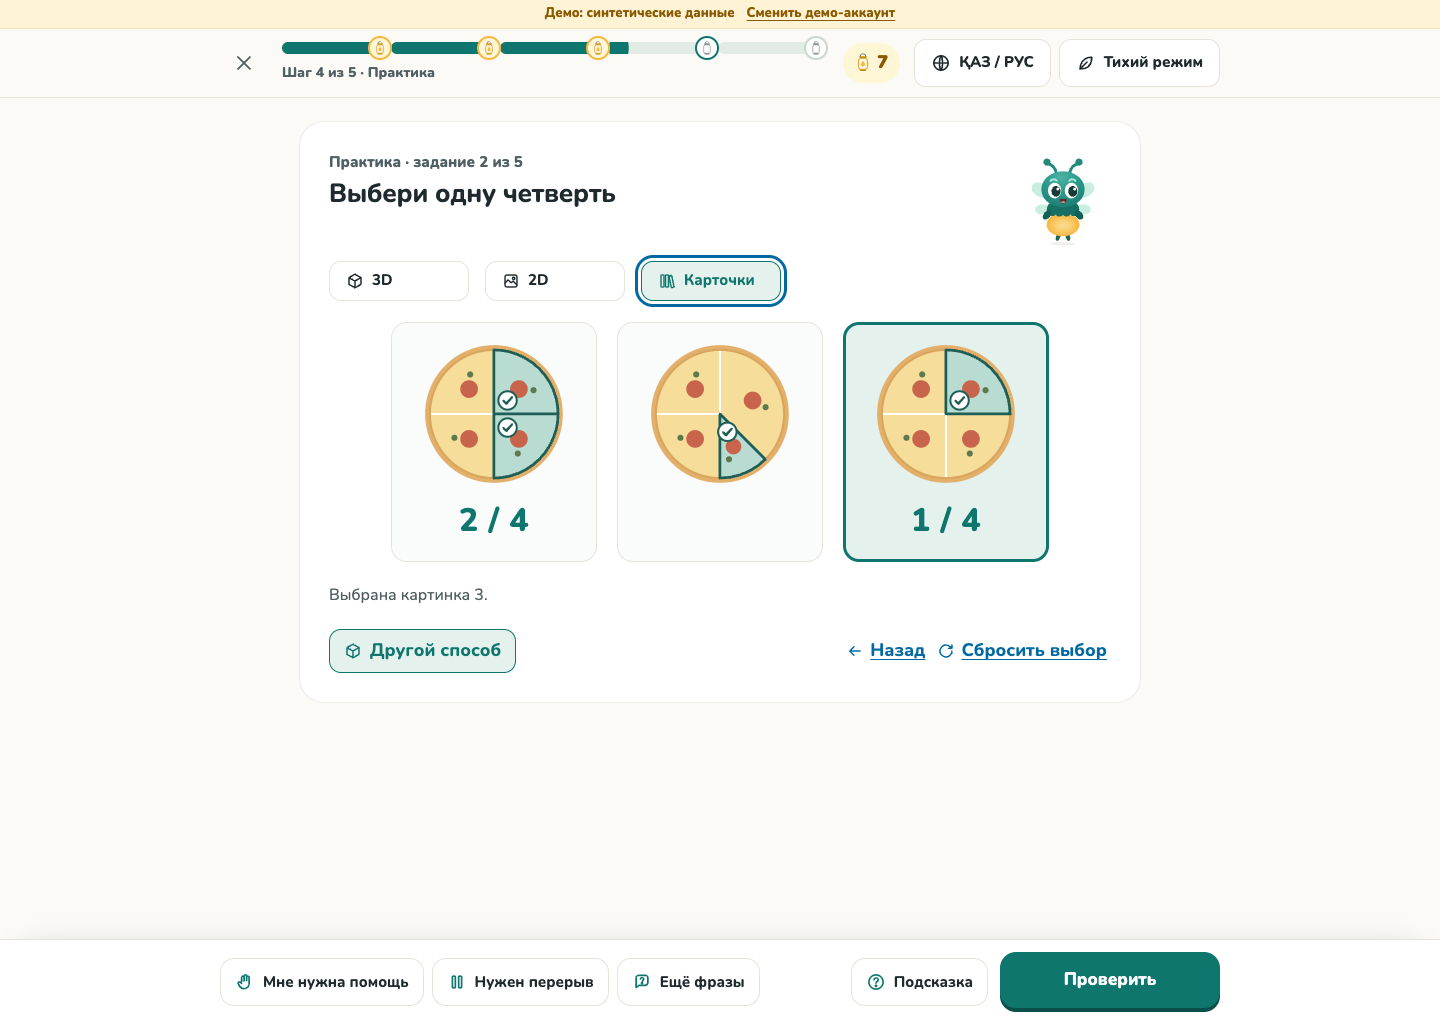 Демо: синтетические данные Сменить демо-аккаунт
Шаг 4 из 5 · Практика
7
ҚАЗ / РУС
Тихий режим
Практика · задание 2 из 5
Выбери одну четверть
3D
2D
Карточки
2 / 4
1 / 4
Выбрана картинка 3.
Другой способ
Назад
Сбросить выбор
Мне нужна помощь
Нужен перерыв
Ещё фразы
Подсказка
Проверить